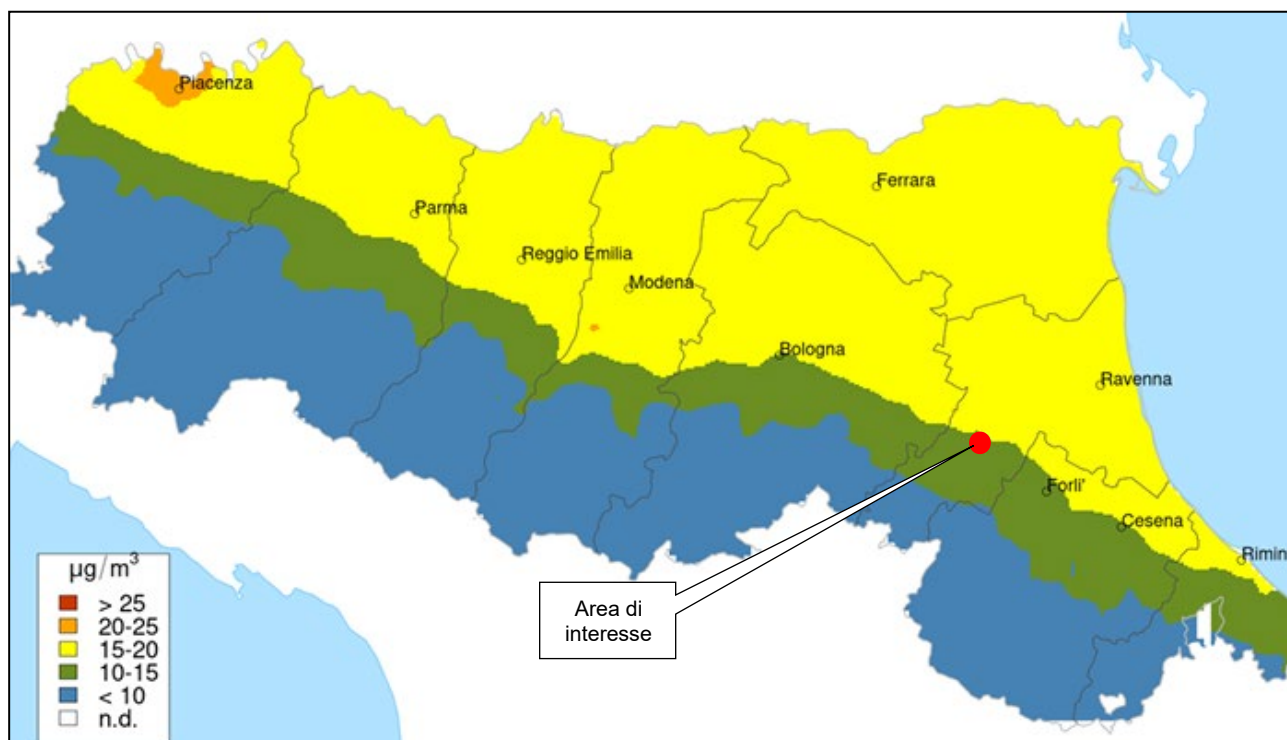 Piacenza
Ferrara
Parma
Reggio Emilia
Modena
Bologna
Ravenna
Forli'
Cesena
Rimin
Area di
interesse
µg/m³
> 25
20-25
15-20
10-15
< 10
n.d.